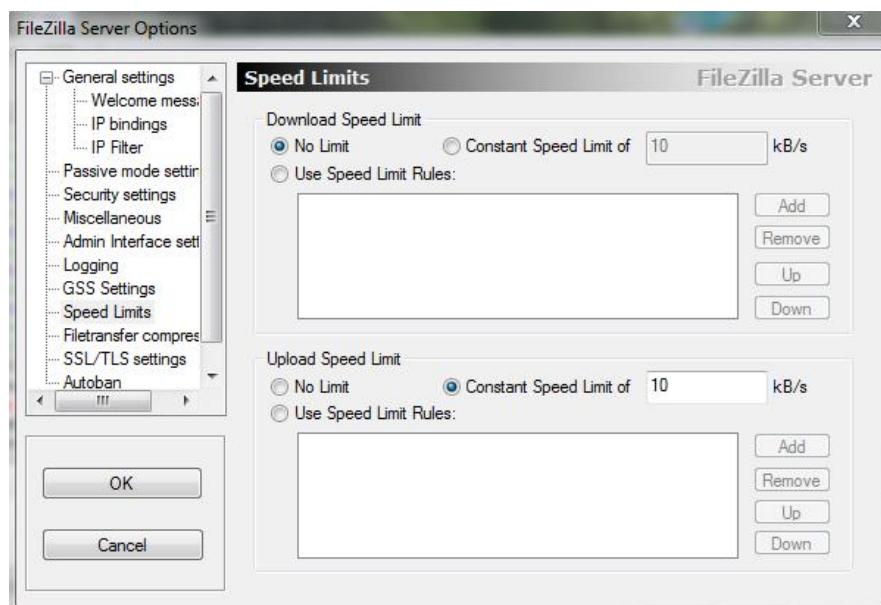 FileZilla Server Options
X
General settings
Welcome messa
IP bindings
IP Filter
Passive mode settin
Security settings
Miscellaneous
Admin Interface sett
Logging
GSS Settings
Speed Limits
Filetransfer compres
SSL/TLS settings
Autoban
OK
Cancel
Speed Limits FileZilla Server
Download Speed Limit
No Limit Constant Speed Limit of 10 kB/s
Use Speed Limit Rules:
Add
Remove
Up
Down
Upload Speed Limit
No Limit Constant Speed Limit of 10 kB/s
Use Speed Limit Rules:
Add
Remove
Up
Down